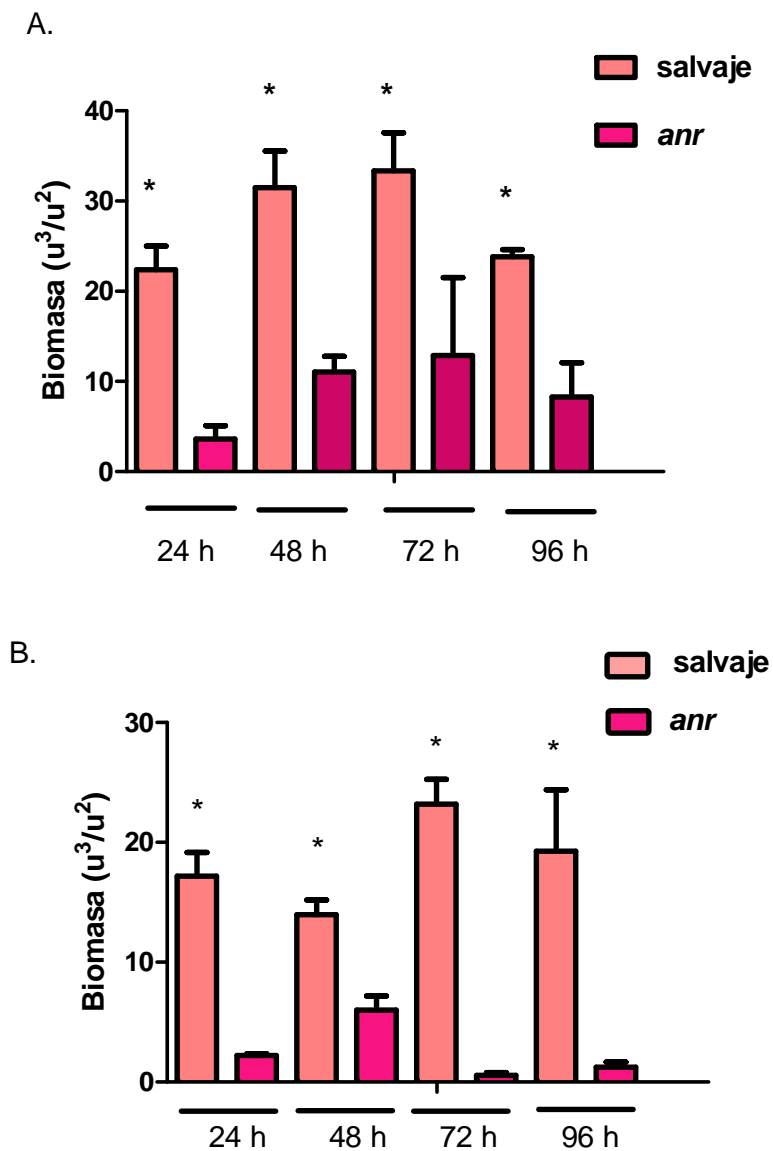 A.
salvaje
anr
*
*
*
*
40
30
20
10
0
Biomasa (u³/u²)
24 h
48 h
72 h
96 h
B.
salvaje
anr
*
*
*
*
30
20
10
0
Biomasa (u³/u²)
24 h
48 h
72 h
96 h